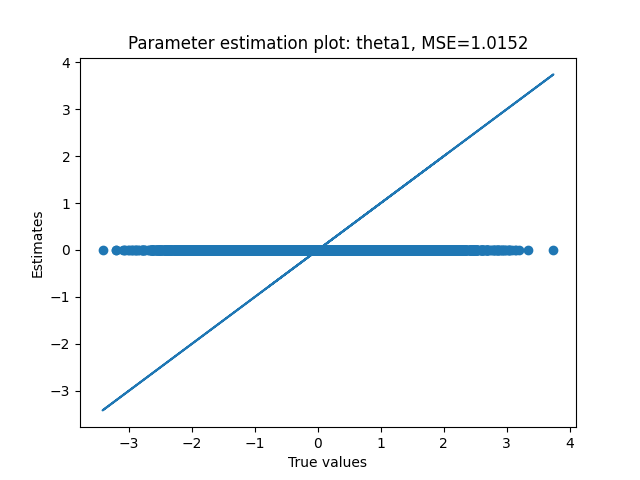 Parameter estimation plot: theta1, MSE=1.0152
4
3
2
1
0
−1
−2
−3
Estimates
−3 −2 −1 0 1 2 3 4
True values